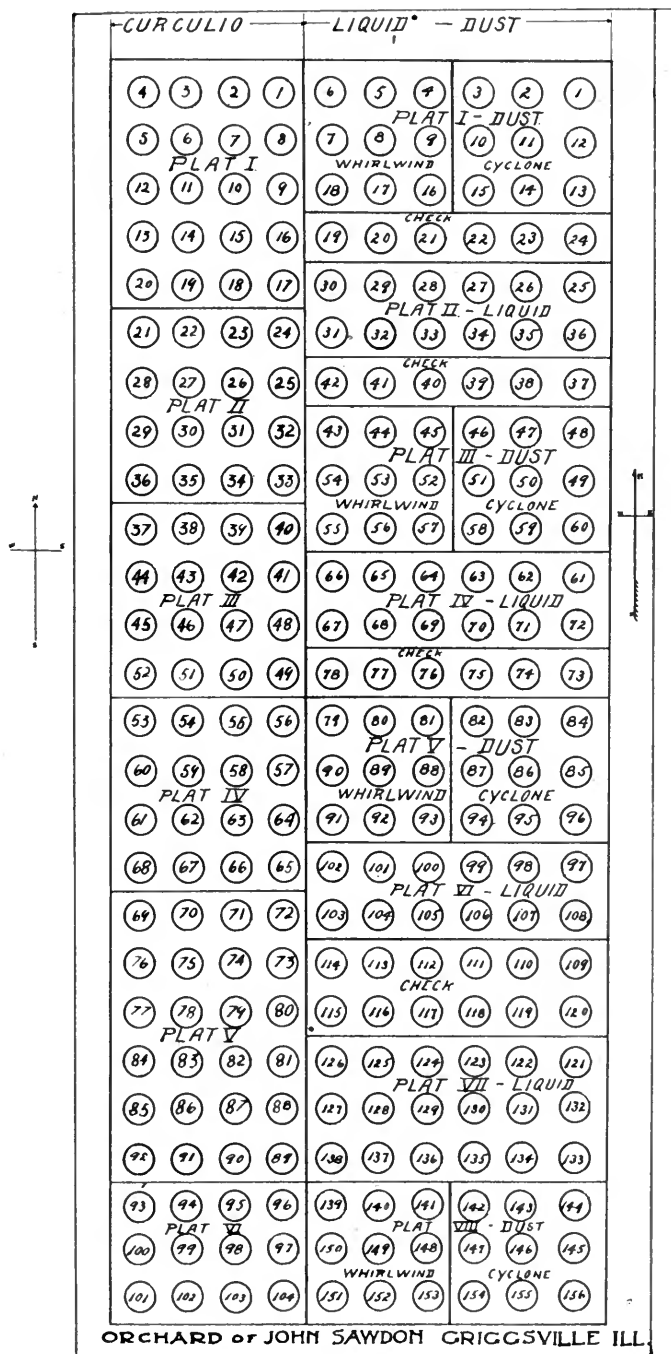 CURCULIO
4 3 2 1
5 6 7 8
PLAT I
12 11 10 9
13 14 15 16
20 19 18 17
21 22 23 24
28 27 26 25
PLAT II
29 30 31 32
36 35 34 33
37 38 39 40
44 43 42 41
PLAT III
45 46 47 48
52 51 50 49
53 54 55 56
60 59 58 57
PLAT IV
61 62 63 64
68 67 66 65
69 70 71 72
76 75 74 73
77 78 79 80
PLAT V
84 83 82 81
85 86 87 88
92 91 90 89
93 94 95 96
PLAT VI
100 99 98 97
101 102 103 104
LIQUID - DUST
6 5 4 3 2 1
PLAT I - DUST
7 8 9 10 11 12
WHIRLWIND CYCLONE
18 17 16 15 14 13
CHECK
19 20 21 22 23 24
30 29 28 27 26 25
PLAT II - LIQUID
31 32 33 34 35 36
CHECK
42 41 40 39 38 37
43 44 45 46 47 48
PLAT III - DUST
54 53 52 51 50 49
WHIRLWIND CYCLONE
55 56 57 58 59 60
66 65 64 63 62 61
PLAT IV - LIQUID
67 68 69 70 71 72
CHECK
78 77 76 75 74 73
79 80 81 82 83 84
PLAT V - DUST
90 89 88 87 86 85
WHIRLWIND CYCLONE
91 92 93 94 95 96
102 101 100 99 98 97
PLAT VI - LIQUID
103 104 105 106 107 108
114 113 112 111 110 109
CHECK
115 116 117 118 119 120
126 125 124 123 122 121
PLAT VII - LIQUID
127 128 129 130 131 132
138 137 136 135 134 133
139 140 141 142 143 144
PLAT VIII - DUST
150 149 148 147 146 145
WHIRLWIND CYCLONE
151 152 153 154 155 156
ORCHARD OF JOHN SAWDON GRIGGSVILLE ILL.